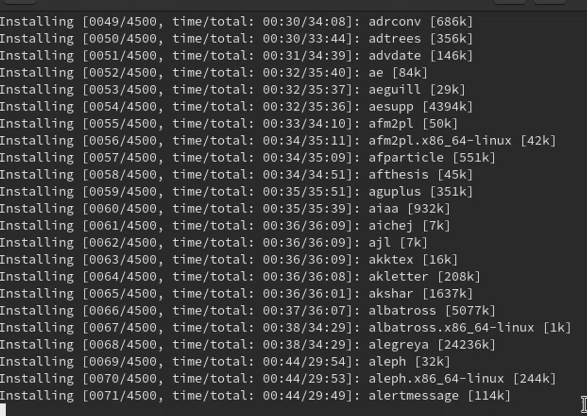 Installing [0049/4500, time/total: 00:30/34:08]: adrconv [686k]
Installing [0050/4500, time/total: 00:30/33:44]: adtrees [356k]
Installing [0051/4500, time/total: 00:31/34:39]: advdate [146k]
Installing [0052/4500, time/total: 00:32/35:40]: ae [84k]
Installing [0053/4500, time/total: 00:32/35:37]: aeguill [29k]
Installing [0054/4500, time/total: 00:32/35:36]: aesupp [4394k]
Installing [0055/4500, time/total: 00:33/34:10]: afm2pl [50k]
Installing [0056/4500, time/total: 00:34/35:11]: afm2pl.x86_64-linux [42k]
Installing [0057/4500, time/total: 00:34/35:09]: afparticle [551k]
Installing [0058/4500, time/total: 00:34/34:51]: afthesis [45k]
Installing [0059/4500, time/total: 00:35/35:51]: aguplus [351k]
Installing [0060/4500, time/total: 00:35/35:39]: aiaa [932k]
Installing [0061/4500, time/total: 00:36/36:09]: aichej [7k]
Installing [0062/4500, time/total: 00:36/36:09]: ajl [7k]
Installing [0063/4500, time/total: 00:36/36:09]: akktex [16k]
Installing [0064/4500, time/total: 00:36/36:08]: akletter [208k]
Installing [0065/4500, time/total: 00:36/36:01]: akshar [1637k]
Installing [0066/4500, time/total: 00:37/36:07]: albatross [5077k]
Installing [0067/4500, time/total: 00:38/34:29]: albatross.x86_64-linux [1k]
Installing [0068/4500, time/total: 00:38/34:29]: alegreya [24236k]
Installing [0069/4500, time/total: 00:44/29:54]: aleph [32k]
Installing [0070/4500, time/total: 00:44/29:53]: aleph.x86_64-linux [244k]
Installing [0071/4500, time/total: 00:44/29:49]: alertmessage [114k]